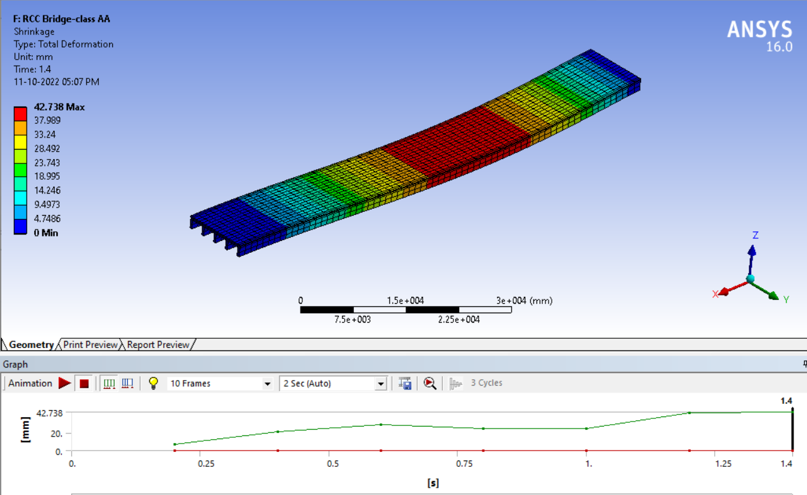 F: RCC Bridge-class AA
Shrinkage
Type: Total Deformation
Unit: mm
Time: 1.4
11-10-2022 05:07 PM
ANSYS
16.0
42.738 Max
37.989
33.24
28.492
23.743
18.995
14.246
9.4973
4.7486
0 Min
Z
X
Y
0 1.5e+004 3e+004 (mm)
7.5e+003 2.25e+004
Geometry Print Preview Report Preview
Graph
Animation 10 Frames 2 Sec (Auto) 3 Cycles
1.4
42.738
20.
0.
[mm]
0. 0.25 0.5 0.75 1. 1.25 1.4
[s]